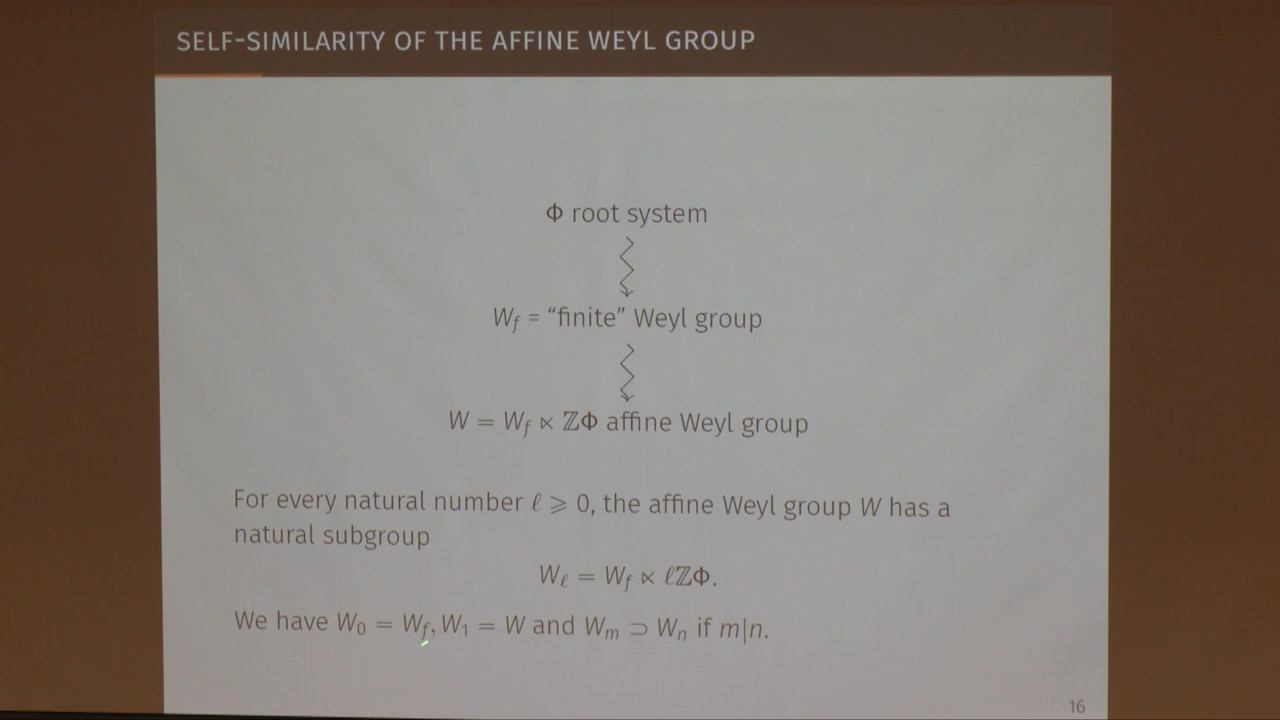 SELF-SIMILARITY OF THE AFFINE WEYL GROUP
Φ root system
W_f = “finite” Weyl group
W = W_f ⋉ ℤΦ affine Weyl group
For every natural number ℓ ⩾ 0, the affine Weyl group W has a
natural subgroup
W_ℓ = W_f ⋉ ℓℤΦ.
We have W_0 = W_f, W_1 = W and W_m ⊃ W_n if m|n.
16